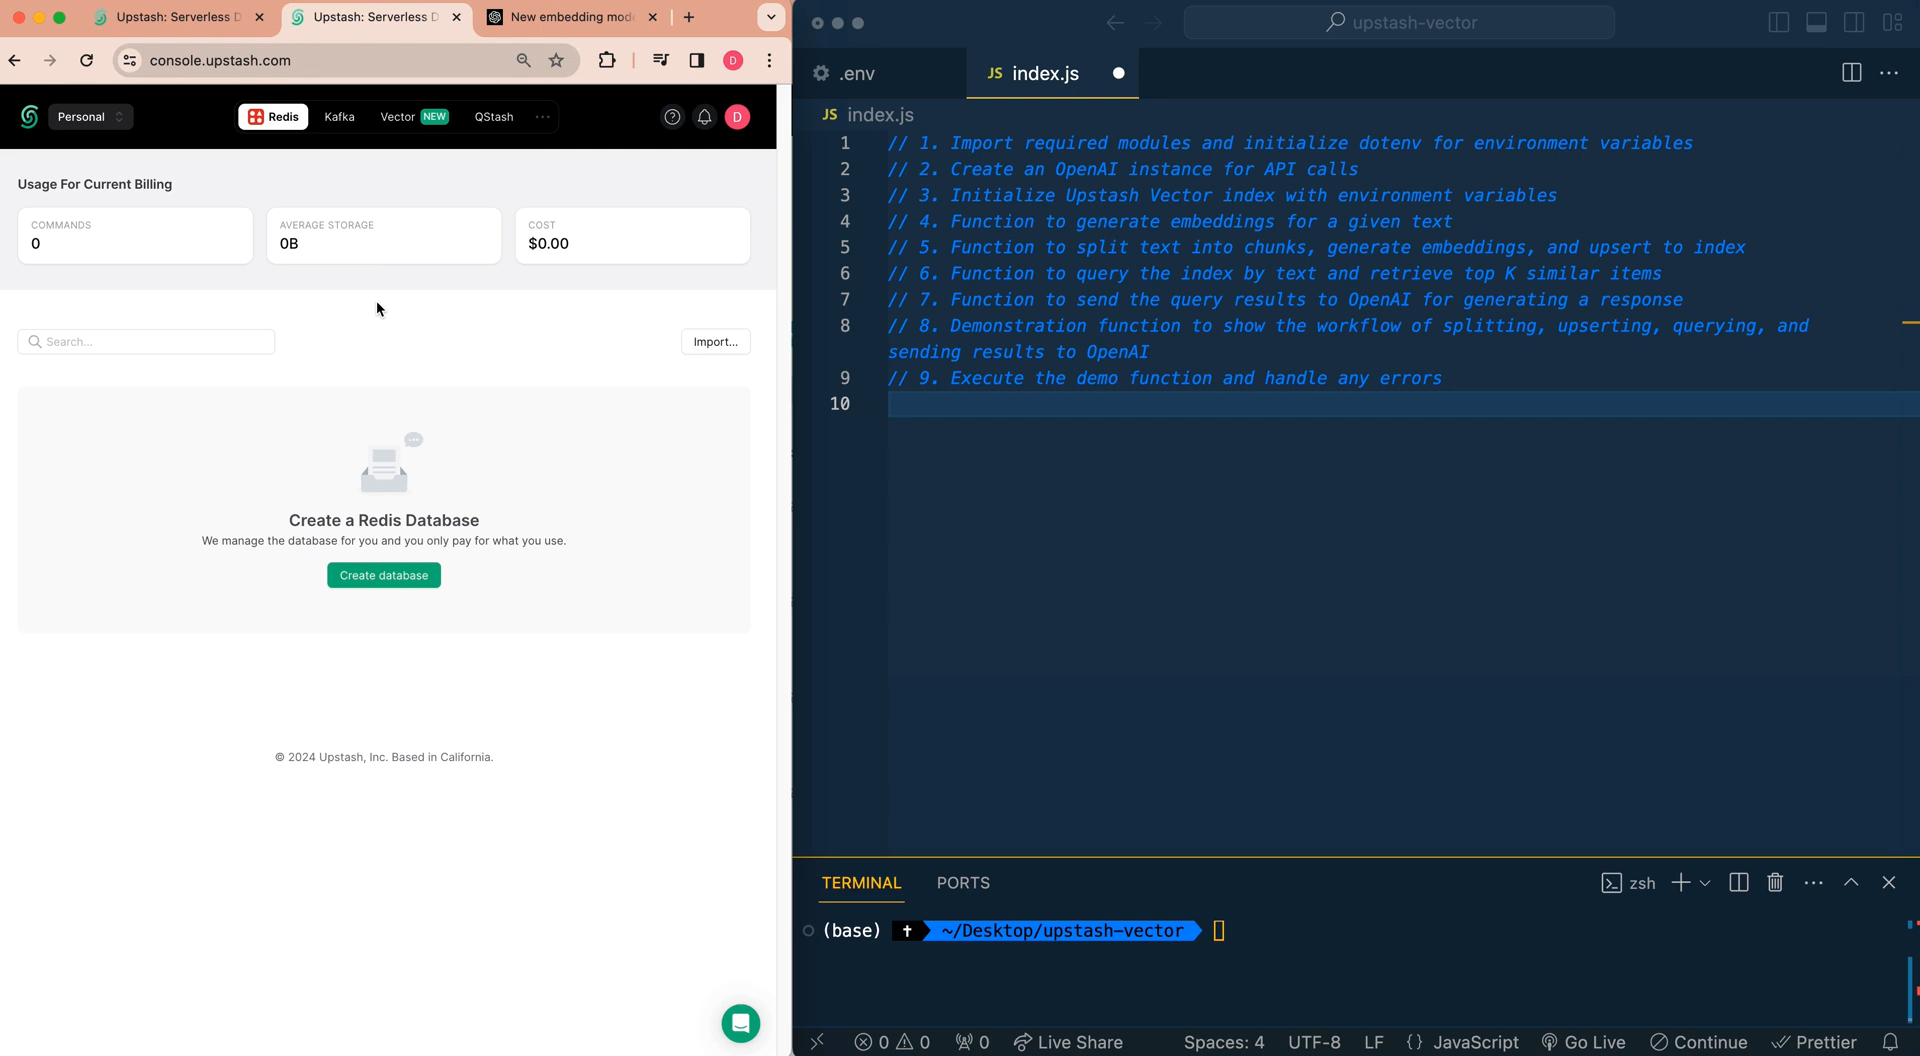 Upstash: Serverless D
Upstash: Serverless D
New embedding mod
console.upstash.com
D
Personal
Redis
Kafka
Vector NEW
QStash
D
Usage For Current Billing
COMMANDS
0
AVERAGE STORAGE
0B
COST
$0.00
Search...
Import...
Create a Redis Database
We manage the database for you and you only pay for what you use.
Create database
© 2024 Upstash, Inc. Based in California.
upstash-vector
.env
JS index.js
JS index.js
1 // 1. Import required modules and initialize dotenv for environment variables
2 // 2. Create an OpenAI instance for API calls
3 // 3. Initialize Upstash Vector index with environment variables
4 // 4. Function to generate embeddings for a given text
5 // 5. Function to split text into chunks, generate embeddings, and upsert to index
6 // 6. Function to query the index by text and retrieve top K similar items
7 // 7. Function to send the query results to OpenAI for generating a response
8 // 8. Demonstration function to show the workflow of splitting, upserting, querying, and
sending results to OpenAI
9 // 9. Execute the demo function and handle any errors
10
TERMINAL
PORTS
zsh
(base) ~/Desktop/upstash-vector
0 0 0 Live Share Spaces: 4 UTF-8 LF {} JavaScript Go Live Continue Prettier